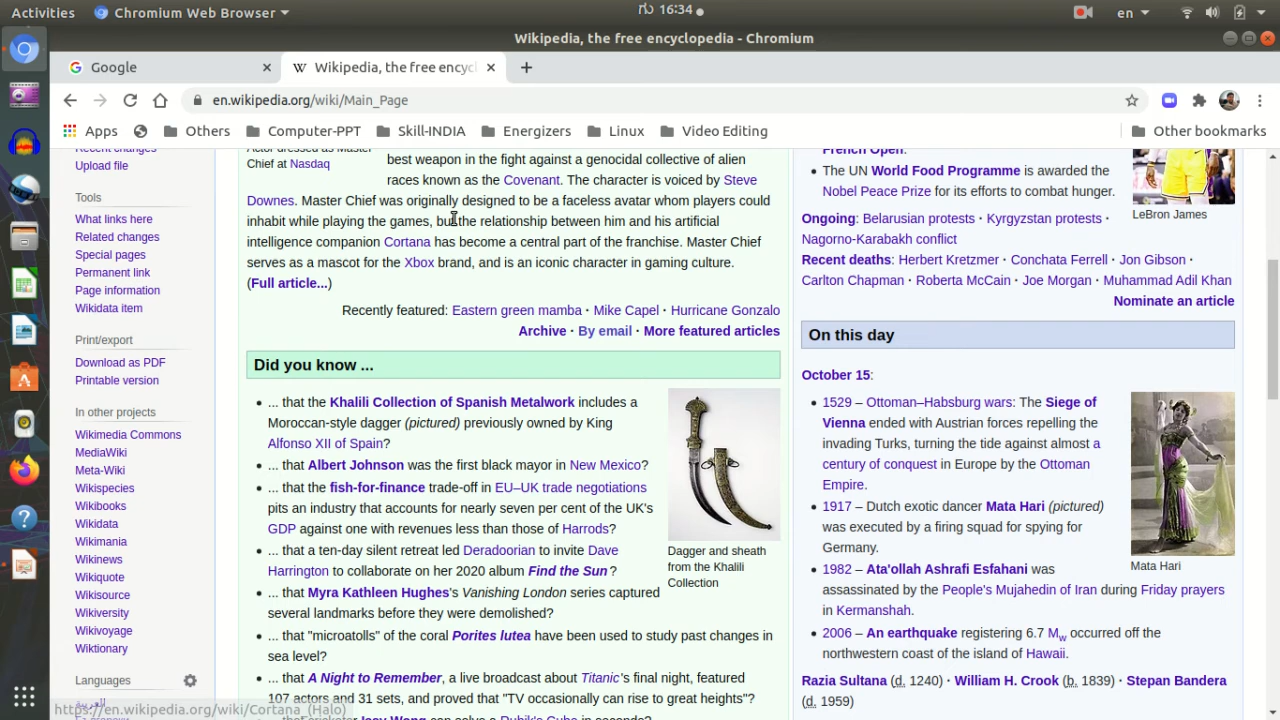 Activities
Chromium Web Browser
16:34
en
Wikipedia, the free encyclopedia - Chromium
Google
Wikipedia, the free encycl
en.wikipedia.org/wiki/Main_Page
Apps
Others
Computer-PPT
Skill-INDIA
Energizers
Linux
Video Editing
Other bookmarks
Recent changes
Upload file
Tools
What links here
Related changes
Special pages
Permanent link
Page information
Wikidata item
Print/export
Download as PDF
Printable version
In other projects
Wikimedia Commons
MediaWiki
Meta-Wiki
Wikispecies
Wikibooks
Wikidata
Wikimania
Wikinews
Wikiquote
Wikisource
Wikiversity
Wikivoyage
Wiktionary
Languages
العربية
https://en.wikipedia.org/wiki/Cortana_(Halo)
Actor dressed as Master
Chief at Nasdaq
best weapon in the fight against a genocidal collective of alien
races known as the Covenant. The character is voiced by Steve
Downes. Master Chief was originally designed to be a faceless avatar whom players could
inhabit while playing the games, but the relationship between him and his artificial
intelligence companion Cortana has become a central part of the franchise. Master Chief
serves as a mascot for the Xbox brand, and is an iconic character in gaming culture.
(Full article...)
Recently featured: Eastern green mamba · Mike Capel · Hurricane Gonzalo
Archive · By email · More featured articles
Did you know ...
... that the Khalili Collection of Spanish Metalwork includes a
Moroccan-style dagger (pictured) previously owned by King
Alfonso XII of Spain?
... that Albert Johnson was the first black mayor in New Mexico?
... that the fish-for-finance trade-off in EU–UK trade negotiations
pits an industry that accounts for nearly seven per cent of the UK's
GDP against one with revenues less than those of Harrods?
... that a ten-day silent retreat led Deradoorian to invite Dave
Harrington to collaborate on her 2020 album Find the Sun?
... that Myra Kathleen Hughes's Vanishing London series captured
several landmarks before they were demolished?
... that "microatolls" of the coral Porites lutea have been used to study past changes in
sea level?
... that A Night to Remember, a live broadcast about Titanic's final night, featured
107 actors and 31 sets, and proved that "TV occasionally can rise to great heights"?
... that cricketer Issy Wong can solve a Rubik's Cube in seconds?
Dagger and sheath
from the Khalili
Collection
French Open.
The UN World Food Programme is awarded the
Nobel Peace Prize for its efforts to combat hunger.
LeBron James
Ongoing: Belarusian protests · Kyrgyzstan protests ·
Nagorno-Karabakh conflict
Recent deaths: Herbert Kretzmer · Conchata Ferrell · Jon Gibson ·
Carlton Chapman · Roberta McCain · Joe Morgan · Muhammad Adil Khan
Nominate an article
On this day
October 15:
1529 – Ottoman–Habsburg wars: The Siege of
Vienna ended with Austrian forces repelling the
invading Turks, turning the tide against almost a
century of conquest in Europe by the Ottoman
Empire.
1917 – Dutch exotic dancer Mata Hari (pictured)
was executed by a firing squad for spying for
Germany.
1982 – Ata'ollah Ashrafi Esfahani was
assassinated by the People's Mujahedin of Iran during Friday prayers
in Kermanshah.
2006 – An earthquake registering 6.7 Mw occurred off the
northwestern coast of the island of Hawaii.
Mata Hari
Razia Sultana (d. 1240) · William H. Crook (b. 1839) · Stepan Bandera
(d. 1959)